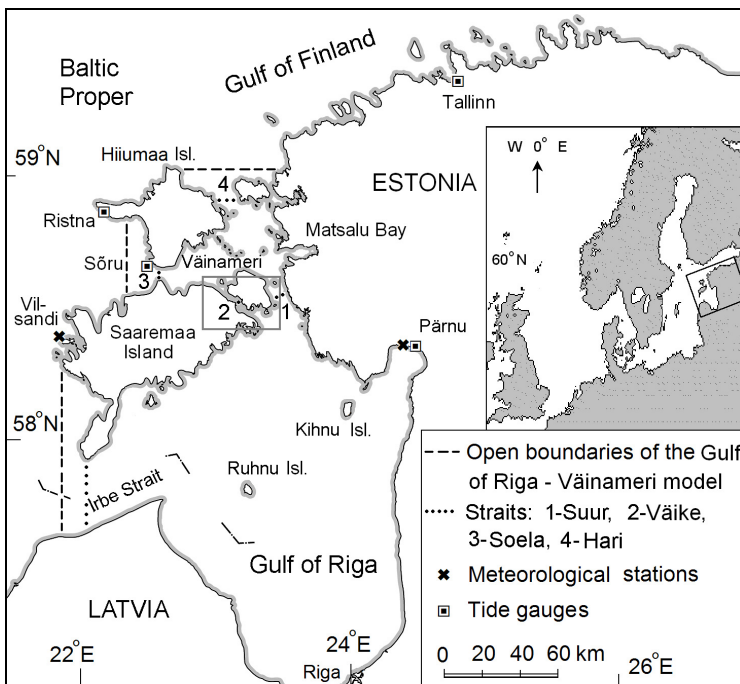 Baltic
Proper
Gulf of Finland
Tallinn
59°N
Hiiumaa Isl.
4
ESTONIA
Ristna
Matsalu Bay
Sõru
3
Väinameri
Vil-
sandi
2
1
Saaremaa
Island
Pärnu
58°N
Kihnu Isl.
Ruhnu Isl.
Irbe Strait
Gulf of Riga
LATVIA
22°E
24°E
Riga
W 0° E
60°N
Open boundaries of the Gulf
of Riga - Väinameri model
Straits: 1-Suur, 2-Väike,
3-Soela, 4-Hari
Meteorological stations
Tide gauges
0 20 40 60 km
26°E